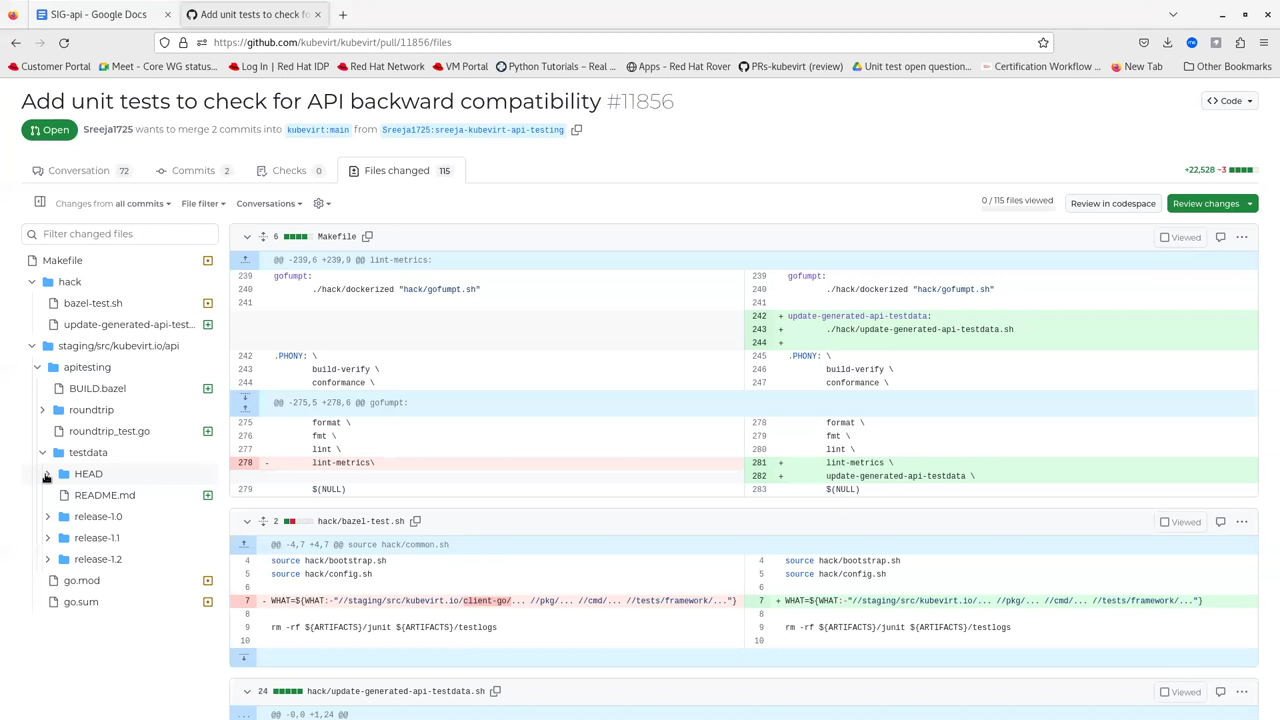 SIG-api - Google Docs
Add unit tests to check fo
https://github.com/kubevirt/kubevirt/pull/11856/files
Customer Portal
Meet - Core WG status…
Log In | Red Hat IDP
Red Hat Network
VM Portal
Python Tutorials – Real …
Apps - Red Hat Rover
PRs-kubevirt (review)
Unit test open question…
Certification Workflow …
New Tab
Other Bookmarks
Add unit tests to check for API backward compatibility #11856
<> Code
Open
Sreeja1725 wants to merge 2 commits into kubevirt:main from Sreeja1725:sreeja-kubevirt-api-testing
Conversation 72
Commits 2
Checks 0
Files changed 115
+22,528 −3
Changes from all commits
File filter
Conversations
0 / 115 files viewed
Review in codespace
Review changes
Filter changed files
Makefile
hack
bazel-test.sh
update-generated-api-test...
staging/src/kubevirt.io/api
apitesting
BUILD.bazel
roundtrip
roundtrip_test.go
testdata
HEAD
README.md
release-1.0
release-1.1
release-1.2
go.mod
go.sum
6 Makefile
Viewed
@@ -239,6 +239,9 @@ lint-metrics:
239 gofumpt: 239 gofumpt:
240 ./hack/dockerized "hack/gofumpt.sh" 240 ./hack/dockerized "hack/gofumpt.sh"
241 241
242 + update-generated-api-testdata:
243 + ./hack/update-generated-api-testdata.sh
244 +
242 .PHONY: \ 245 .PHONY: \
243 build-verify \ 246 build-verify \
244 conformance \ 247 conformance \
@@ -275,5 +278,6 @@ gofumpt:
275 format \ 278 format \
276 fmt \ 279 fmt \
277 lint \ 280 lint \
278 - lint-metrics\ 281 + lint-metrics \
282 + update-generated-api-testdata \
279 $(NULL) 283 $(NULL)
2 hack/bazel-test.sh
Viewed
@@ -4,7 +4,7 @@ source hack/common.sh
4 source hack/bootstrap.sh 4 source hack/bootstrap.sh
5 source hack/config.sh 5 source hack/config.sh
6 6
7 - WHAT=${WHAT:-"//staging/src/kubevirt.io/client-go/... //pkg/... //cmd/... //tests/framework/..."} 7 + WHAT=${WHAT:-"//staging/src/kubevirt.io/... //pkg/... //cmd/... //tests/framework/..."}
8 8
9 rm -rf ${ARTIFACTS}/junit ${ARTIFACTS}/testlogs 9 rm -rf ${ARTIFACTS}/junit ${ARTIFACTS}/testlogs
10 10
24 hack/update-generated-api-testdata.sh
Viewed
@@ -0,0 +1,24 @@